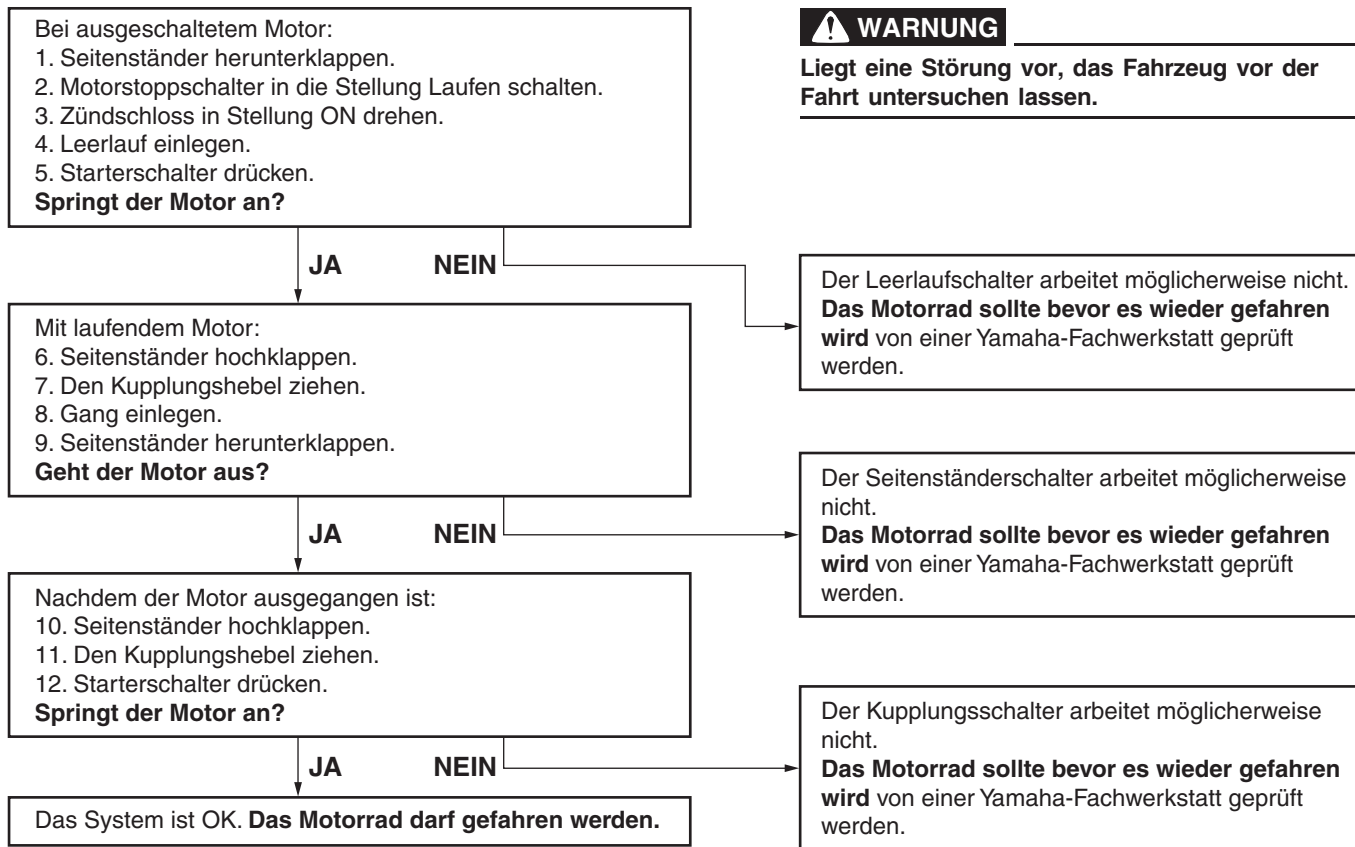 Bei ausgeschaltetem Motor:
1. Seitenständer herunterklappen.
2. Motorstoppschalter in die Stellung Laufen schalten.
3. Zündschloss in Stellung ON drehen.
4. Leerlauf einlegen.
5. Starterschalter drücken.
Springt der Motor an?
WARNUNG
Liegt eine Störung vor, das Fahrzeug vor der
Fahrt untersuchen lassen.
JA NEIN
Der Leerlaufschalter arbeitet möglicherweise nicht.
Das Motorrad sollte bevor es wieder gefahren
wird von einer Yamaha-Fachwerkstatt geprüft
werden.
Mit laufendem Motor:
6. Seitenständer hochklappen.
7. Den Kupplungshebel ziehen.
8. Gang einlegen.
9. Seitenständer herunterklappen.
Geht der Motor aus?
JA NEIN
Der Seitenständerschalter arbeitet möglicherweise
nicht.
Das Motorrad sollte bevor es wieder gefahren
wird von einer Yamaha-Fachwerkstatt geprüft
werden.
Nachdem der Motor ausgegangen ist:
10. Seitenständer hochklappen.
11. Den Kupplungshebel ziehen.
12. Starterschalter drücken.
Springt der Motor an?
JA NEIN
Der Kupplungsschalter arbeitet möglicherweise
nicht.
Das Motorrad sollte bevor es wieder gefahren
wird von einer Yamaha-Fachwerkstatt geprüft
werden.
Das System ist OK. Das Motorrad darf gefahren werden.